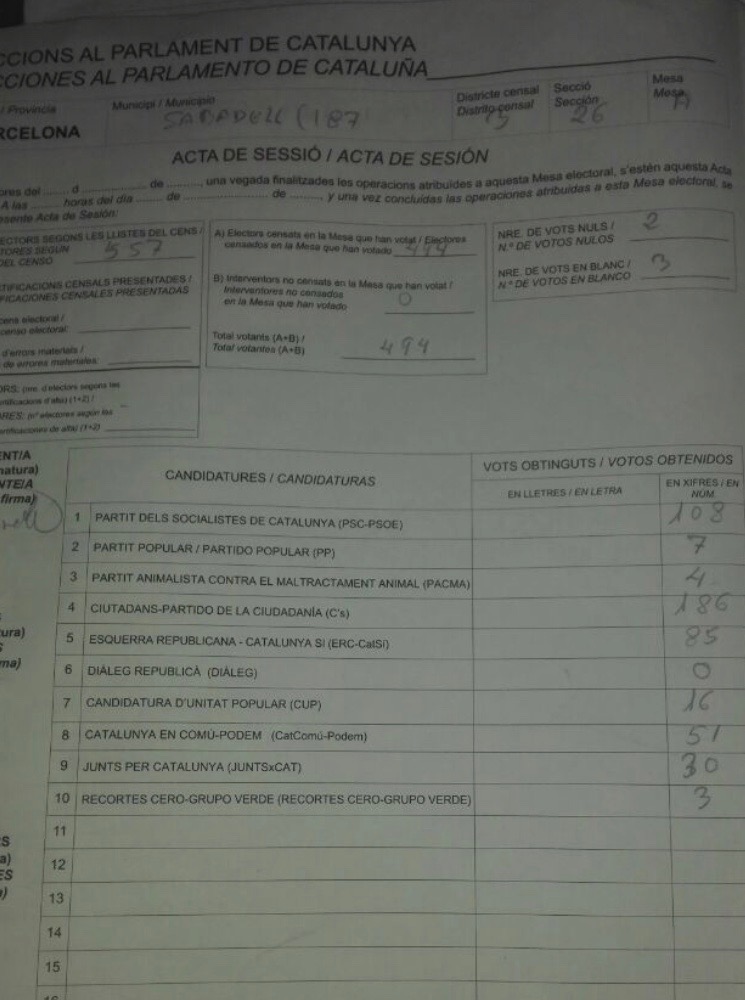 CCIONS AL PARLAMENT DE CATALUNYA
CCIONES AL PARLAMENTO DE CATALUÑA
/ Provincia
RCELONA
Municipi / Municipio
SABADELL (187
Districte censal
Distrito censal
Secció
Sección
26
Mesa
Mesa
A
ACTA DE SESSIÓ / ACTA DE SESIÓN
ores del ...... d ............... de ........, una vegada finalitzades les operacions atribuïdes a aquesta Mesa electoral, s'estén aquesta Acta
A las ...... horas del día ...... de ............... de ........, y una vez concluidas las operaciones atribuidas a esta Mesa electoral, se
esente Acta de Sesión:
ECTORS SEGONS LES LLISTES DEL CENS /
TORES SEGÚN
DEL CENSO
557
TIFICACIONS CENSALS PRESENTADES /
FICACIONES CENSALES PRESENTADAS
cens electoral /
censo electoral:
d'errors materials /
de errores materiales:
ORS: (nre. d'electors segons les
rtificacions d'alta) (1+2) /
ORES: (nº electores según las
ertificaciones de alta) (1+2)
A) Electors censats en la Mesa que han votat / Electores
censados en la Mesa que han votado
494
B) Interventors no censats en la Mesa que han votat /
Interventores no censados
en la Mesa que han votado
0
Total votants (A+B) /
Total votantes (A+B)
494
NRE. DE VOTS NULS /
N.º DE VOTOS NULOS
2
NRE. DE VOTS EN BLANC /
N.º DE VOTOS EN BLANCO
3
ENT/A
natura)
NTE/A
firma)
CANDIDATURES / CANDIDATURAS
VOTS OBTINGUTS / VOTOS OBTENIDOS
EN LLETRES / EN LETRA
EN XIFRES / EN
NÚM
1 PARTIT DELS SOCIALISTES DE CATALUNYA (PSC-PSOE) 108
2 PARTIT POPULAR / PARTIDO POPULAR (PP) 7
3 PARTIT ANIMALISTA CONTRA EL MALTRACTAMENT ANIMAL (PACMA) 4
4 CIUTADANS-PARTIDO DE LA CIUDADANÍA (C's) 186
5 ESQUERRA REPUBLICANA - CATALUNYA SÍ (ERC-CatSí) 85
6 DIÀLEG REPUBLICÀ (DIÀLEG) 0
7 CANDIDATURA D'UNITAT POPULAR (CUP) 16
8 CATALUNYA EN COMÚ-PODEM (CatComú-Podem) 51
9 JUNTS PER CATALUNYA (JUNTSxCAT) 30
10 RECORTES CERO-GRUPO VERDE (RECORTES CERO-GRUPO VERDE) 3
11
12
13
14
15
16
ura)
ma)
S
a)
ES
)